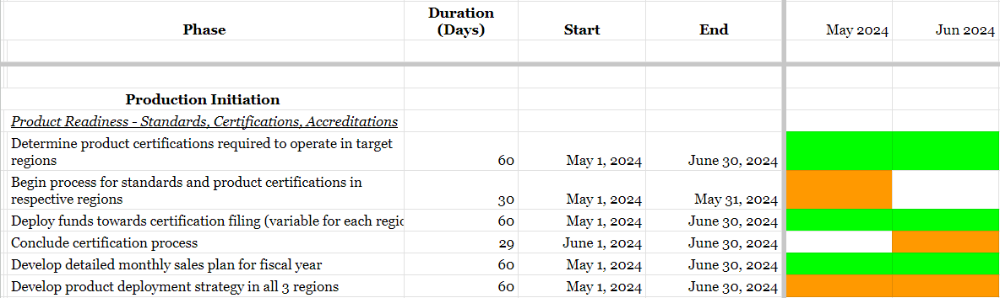 Phase Duration (Days) Start End May 2024 Jun 2024
Production Initiation
Product Readiness - Standards, Certifications, Accreditations
Determine product certifications required to operate in target
regions 60 May 1, 2024 June 30, 2024
Begin process for standards and product certifications in
respective regions 30 May 1, 2024 May 31, 2024
Deploy funds towards certification filing (variable for each regic 60 May 1, 2024 June 30, 2024
Conclude certification process 29 June 1, 2024 June 30, 2024
Develop detailed monthly sales plan for fiscal year 60 May 1, 2024 June 30, 2024
Develop product deployment strategy in all 3 regions 60 May 1, 2024 June 30, 2024